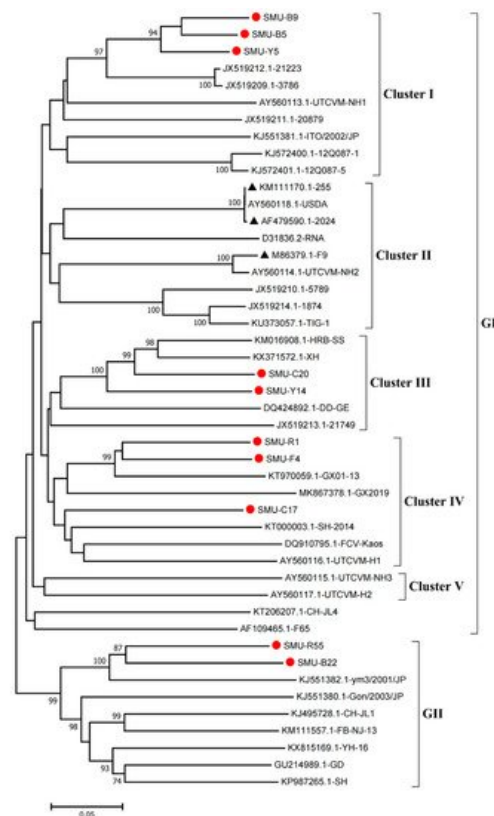 SMU-B9
94
SMU-B5
97
SMU-Y5
JX519212.1-21223
100
JX519209.1-3786
AY560113.1-UTCVM-NH1
Cluster I
JX519211.1-20879
KJ551381.1-ITO/2002/JP
KJ572400.1-12Q087-1
100
KJ572401.1-12Q087-5
KM111170.1-255
100
AY560118.1-USDA
AF479590.1-2024
D31836.2-RNA
M86379.1-F9
Cluster II
100
AY560114.1-UTCVM-NH2
JX519210.1-5789
100
JX519214.1-1874
100
KU373057.1-TIG-1
KM016908.1-HRB-SS
98
KX371572.1-XH
99
SMU-C20
100
Cluster III
SMU-Y14
DQ424892.1-DD-GE
JX519213.1-21749
SMU-R1
99
SMU-F4
KT970059.1-GX01-13
MK867378.1-GX2019
Cluster IV
SMU-C17
KT000003.1-SH-2014
DQ910795.1-FCV-Kaos
AY560116.1-UTCVM-H1
AY560115.1-UTCVM-NH3
Cluster V
AY560117.1-UTCVM-H2
KT206207.1-CH-JL4
AF109465.1-F65
SMU-R55
87
100
SMU-B22
KJ551382.1-ym3/2001/JP
99
KJ551380.1-Gon/2003/JP
98
GII
KJ495728.1-CH-JL1
99
KM111557.1-FB-NJ-13
KX815169.1-YH-16
93
GU214989.1-GD
74
KP987265.1-SH
0.05